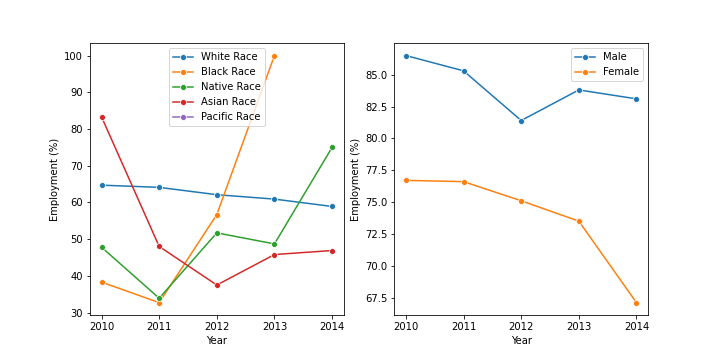 100
90
80
70
60
50
40
30
Employment (%)
2010 2011 2012 2013 2014
Year
White Race
Black Race
Native Race
Asian Race
Pacific Race
85.0
82.5
80.0
77.5
75.0
72.5
70.0
67.5
Employment (%)
2010 2011 2012 2013 2014
Year
Male
Female